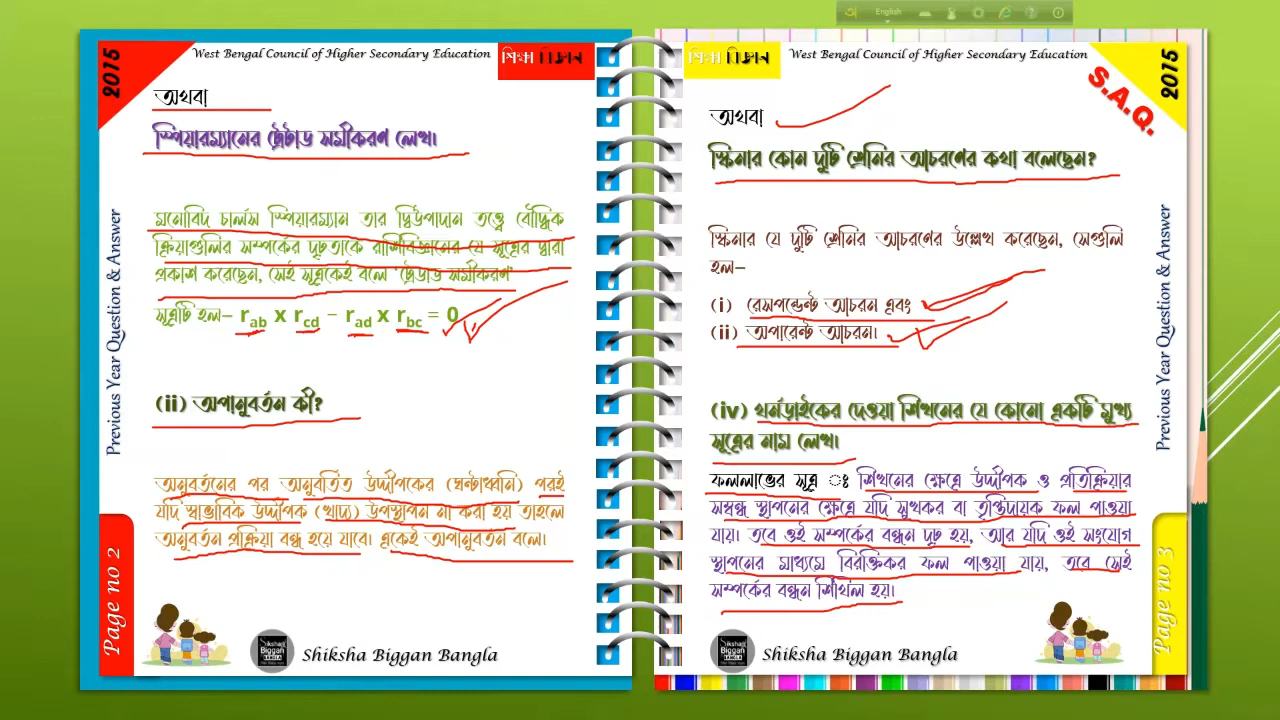 English
2015
West Bengal Council of Higher Secondary Education
শিক্ষা বিজ্ঞান
অথবা
স্পিয়ারম্যানের ট্রেটাড সমীকরণ লেখ।
মনোবিদ চার্লস স্পিয়ারম্যান তার দ্বিউপাদান তত্ত্বে বৌদ্ধিক
ক্রিয়াগুলির সম্পর্কের দৃঢ়তাকে রাশিবিজ্ঞানের যে সূত্রের দ্বারা
প্রকাশ করেছেন, সেই সূত্রকেই বলে 'ট্রেটাড সমীকরণ'
সূত্রটি হল- rab x rcd - rad x rbc = 0
(ii) অপানুবর্তন কী?
অনুবর্তনের পর অনুবর্তিত উদ্দীপকের (ঘন্টাধ্বনি) পরই
যদি স্বাভাবিক উদ্দীপক (খাদ্য) উপস্থাপন না করা হয় তাহলে
অনুবর্তন প্রক্রিয়া বন্ধ হয়ে যাবে। একেই অপানুবর্তন বলে।
Previous Year Question & Answer
Page no 2
Shiksha Biggan Bangla
শিক্ষা বিজ্ঞান
West Bengal Council of Higher Secondary Education
2015
S.A.Q.
অথবা
স্কিনার কোন দুটি শ্রেনির আচরণের কথা বলেছেন?
স্কিনার যে দুটি শ্রেনির আচরণের উল্লেখ করেছেন, সেগুলি
হল-
(i) রেসপন্ডেন্ট আচরন এবং
(ii) অপারেন্ট আচরন।
(iv) থর্নডাইকের দেওয়া শিখনের যে কোনো একটি মুখ্য
সূত্রের নাম লেখ।
ফললাভের সূত্র ঃ শিখনের ক্ষেত্রে উদ্দীপক ও প্রতিক্রিয়ার
সম্বন্ধ স্থাপনের ক্ষেত্রে যদি সুখকর বা তৃপ্তিদায়ক ফল পাওয়া
যায়। তবে ওই সম্পর্কের বন্ধন দৃঢ় হয়, আর যদি ওই সংযোগ
স্থাপনের মাধ্যমে বিরক্তিকর ফল পাওয়া যায়, তবে সেই
সম্পর্কের বন্ধন শিথিল হয়।
Previous Year Question & Answer
Page no 3
Shiksha Biggan Bangla